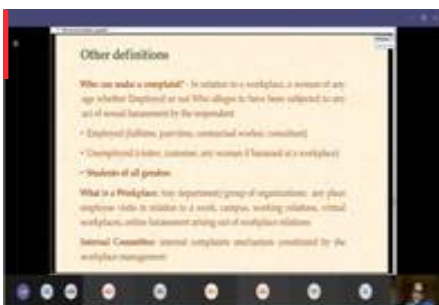 Other definitions
Who can make a complaint? - In relation to a workplace, a woman of any
age whether Employed or not Who alleges to have been subjected to any
act of sexual harassment by the respondent
• Employed (fulltime, part-time, contractual worker, consultant)
• Unemployed (visitor, customer, any woman if harassed at a workplace)
• Students of all genders
What is a Workplace: Any department/ group of organizations: any place
employee visits in relation to a work, campus, working relations, virtual
workplaces, online harassment arising out of workplace relations
Internal Committee: internal complaints mechanism constituted by the
workplace management